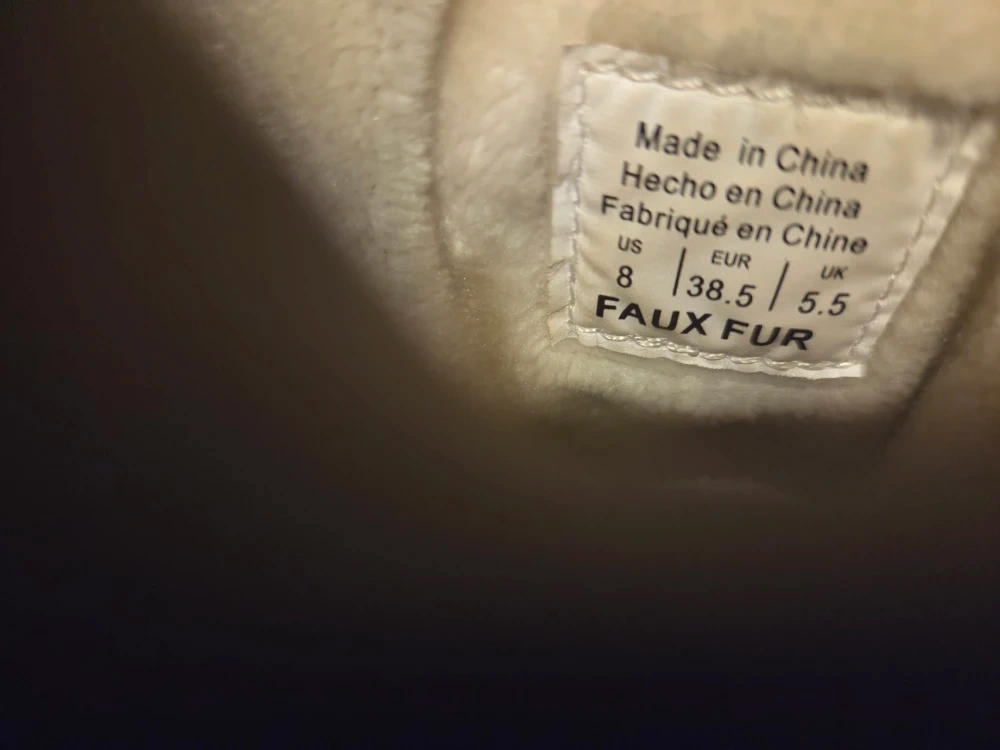 Made in China
Hecho en China
Fabriqué en Chine
US | EUR | UK
8 | 38.5 | 5.5
FAUX FUR